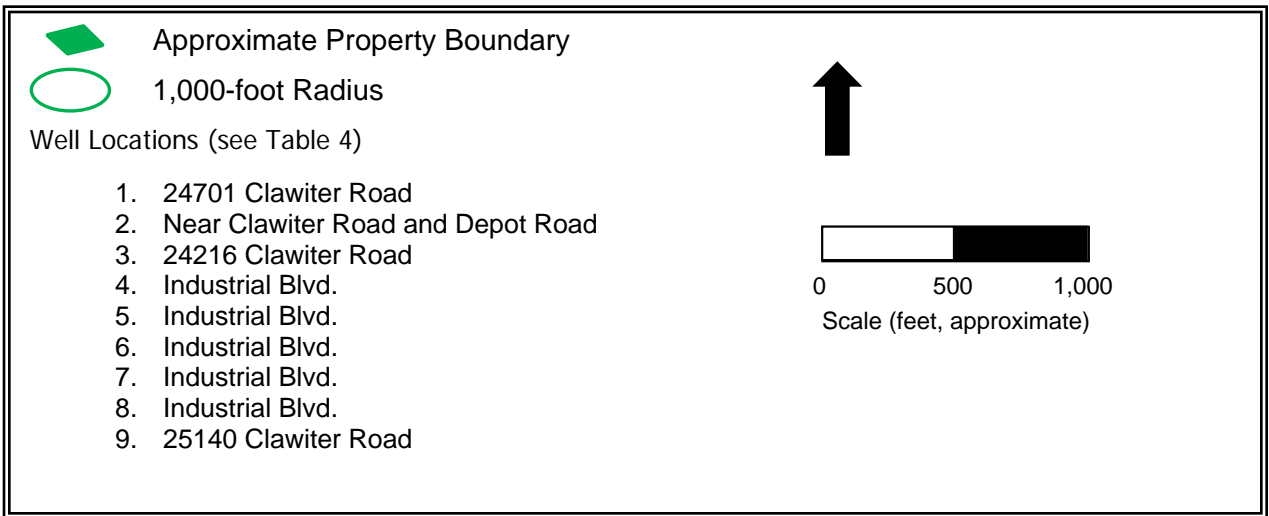 Approximate Property Boundary
1,000-foot Radius
Well Locations (see Table 4)
1. 24701 Clawiter Road
2. Near Clawiter Road and Depot Road
3. 24216 Clawiter Road
4. Industrial Blvd.
5. Industrial Blvd.
6. Industrial Blvd.
7. Industrial Blvd.
8. Industrial Blvd.
9. 25140 Clawiter Road
0 500 1,000
Scale (feet, approximate)